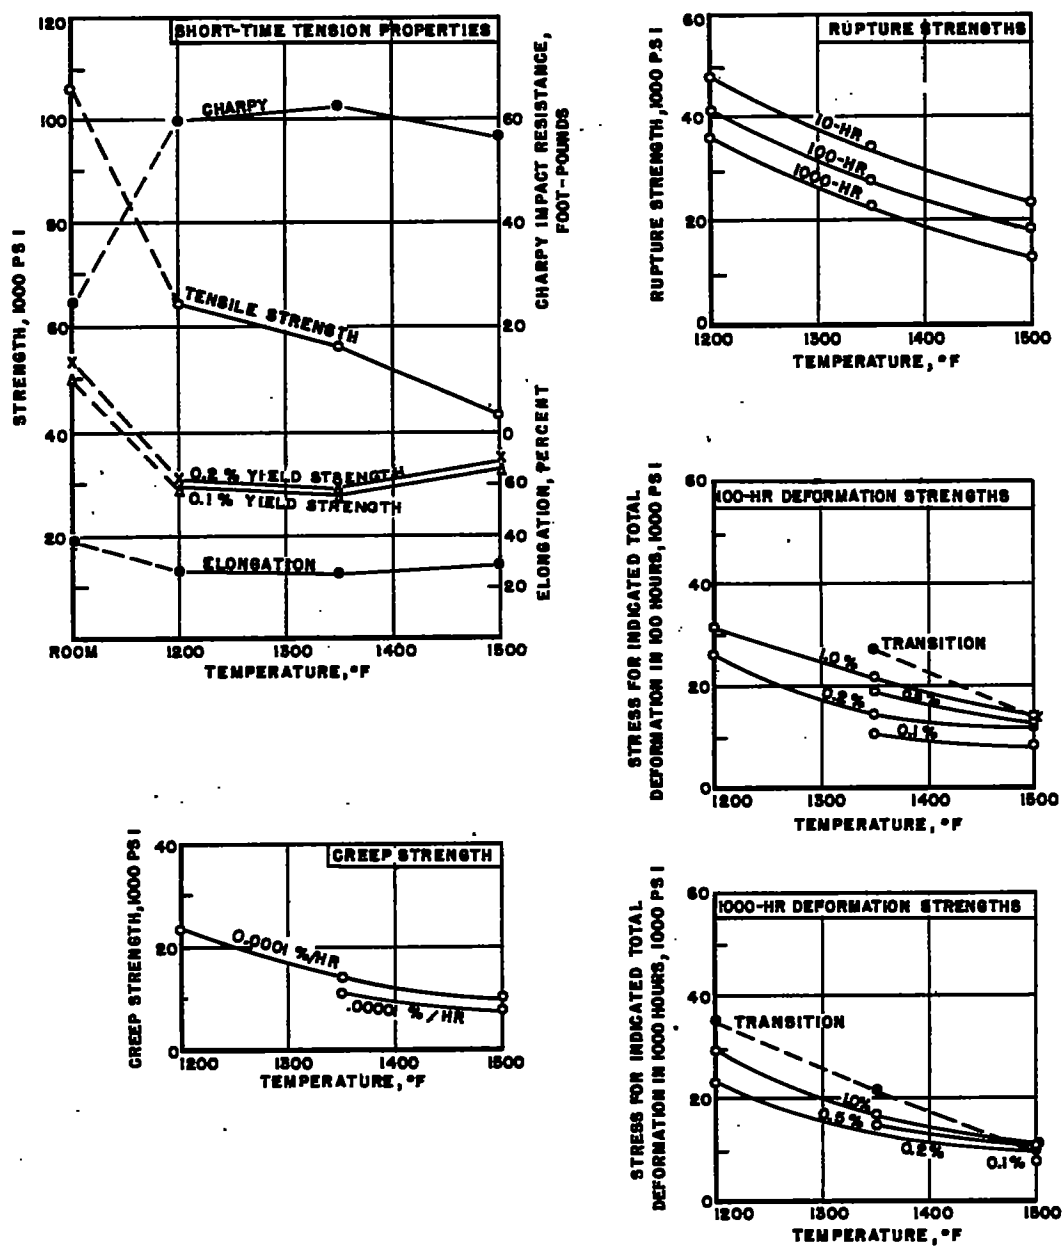 SHORT-TIME TENSION PROPERTIES
120
100
80
60
40
20
STRENGTH, 1000 PSI
CHARPY
TENSILE STRENGTH
0.2 % YIELD STRENGTH
0.1 % YIELD STRENGTH
ELONGATION
60
40
20
0
CHARPY IMPACT RESISTANCE,
FOOT-POUNDS
60
40
20
ELONGATION, PERCENT
ROOM 1200 1300 1400 1500
TEMPERATURE, °F
RUPTURE STRENGTHS
60
40
20
0
RUPTURE STRENGTH, 1000 PSI
10-HR
100-HR
1000-HR
1200 1300 1400 1500
TEMPERATURE, °F
100-HR DEFORMATION STRENGTHS
60
40
20
0
STRESS FOR INDICATED TOTAL
DEFORMATION IN 100 HOURS, 1000 PSI
TRANSITION
1.0%
0.2%
0.1%
1200 1300 1400 1500
TEMPERATURE, °F
CREEP STRENGTH
40
20
0
CREEP STRENGTH, 1000 PSI
0.0001 %/HR
.00001 %/HR
1200 1300 1400 1500
TEMPERATURE, °F
1000-HR DEFORMATION STRENGTHS
60
40
20
0
STRESS FOR INDICATED TOTAL
DEFORMATION IN 1000 HOURS, 1000 PSI
TRANSITION
1.0%
0.5%
0.2%
0.1%
1200 1300 1400 1500
TEMPERATURE, °F